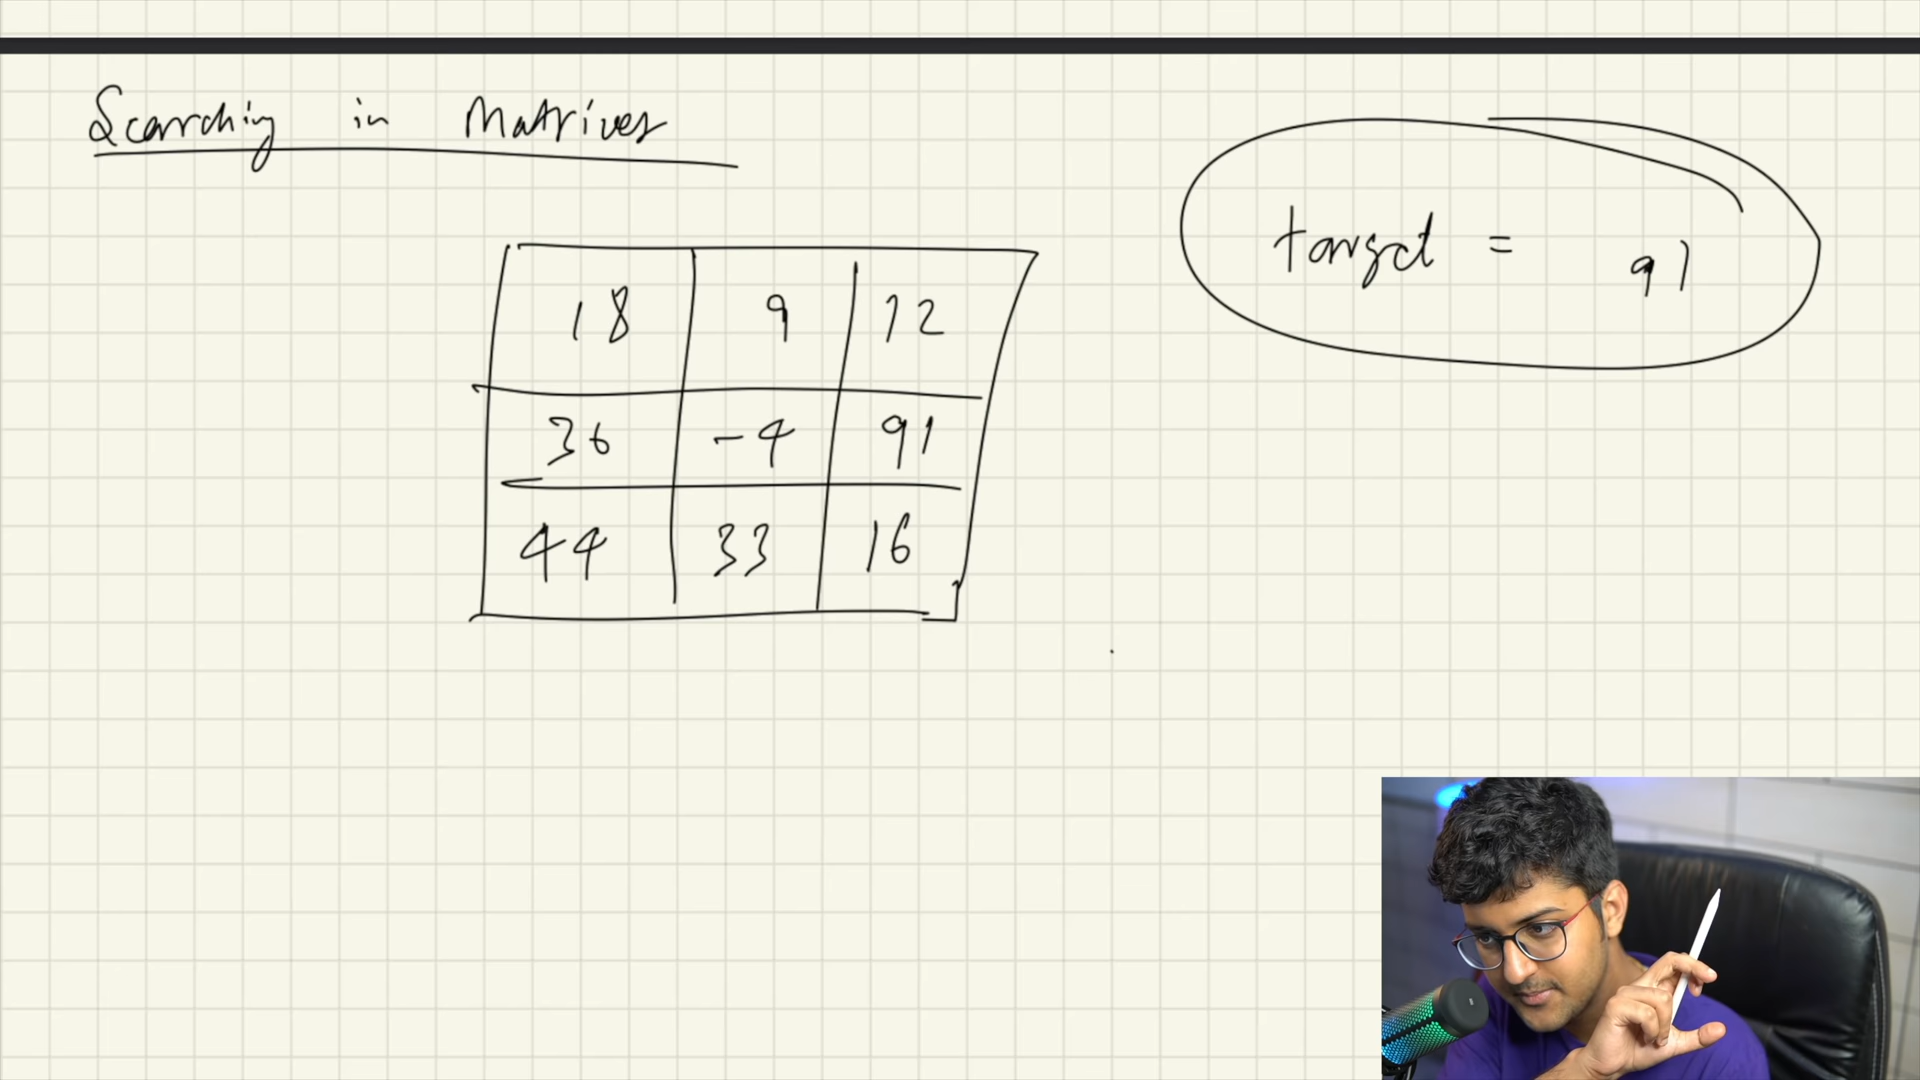 Searching in Matrices
target = 91
18 9 12
36 -4 91
44 33 16